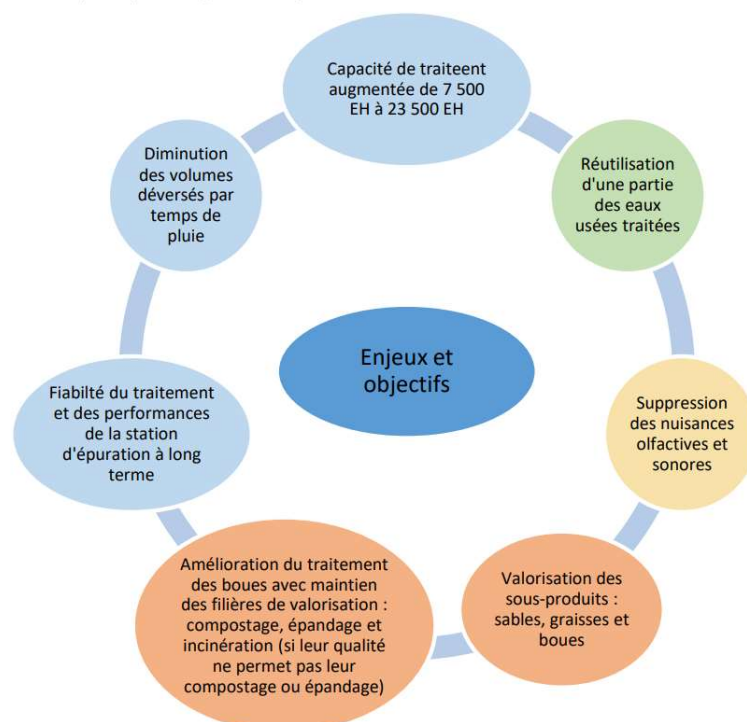 Capacité de traiteent
augmentée de 7 500
EH à 23 500 EH
Réutilisation
d'une partie
des eaux
usées traitées
Suppression
des nuisances
olfactives et
sonores
Valorisation des
sous-produits :
sables, graisses et
boues
Amélioration du traitement
des boues avec maintien
des filières de valorisation :
compostage, épandage et
incinération (si leur qualité
ne permet pas leur
compostage ou épandage)
Fiabilté du traitement
et des performances
de la station
d'épuration à long
terme
Diminution
des volumes
déversés par
temps de
pluie
Enjeux et
objectifs